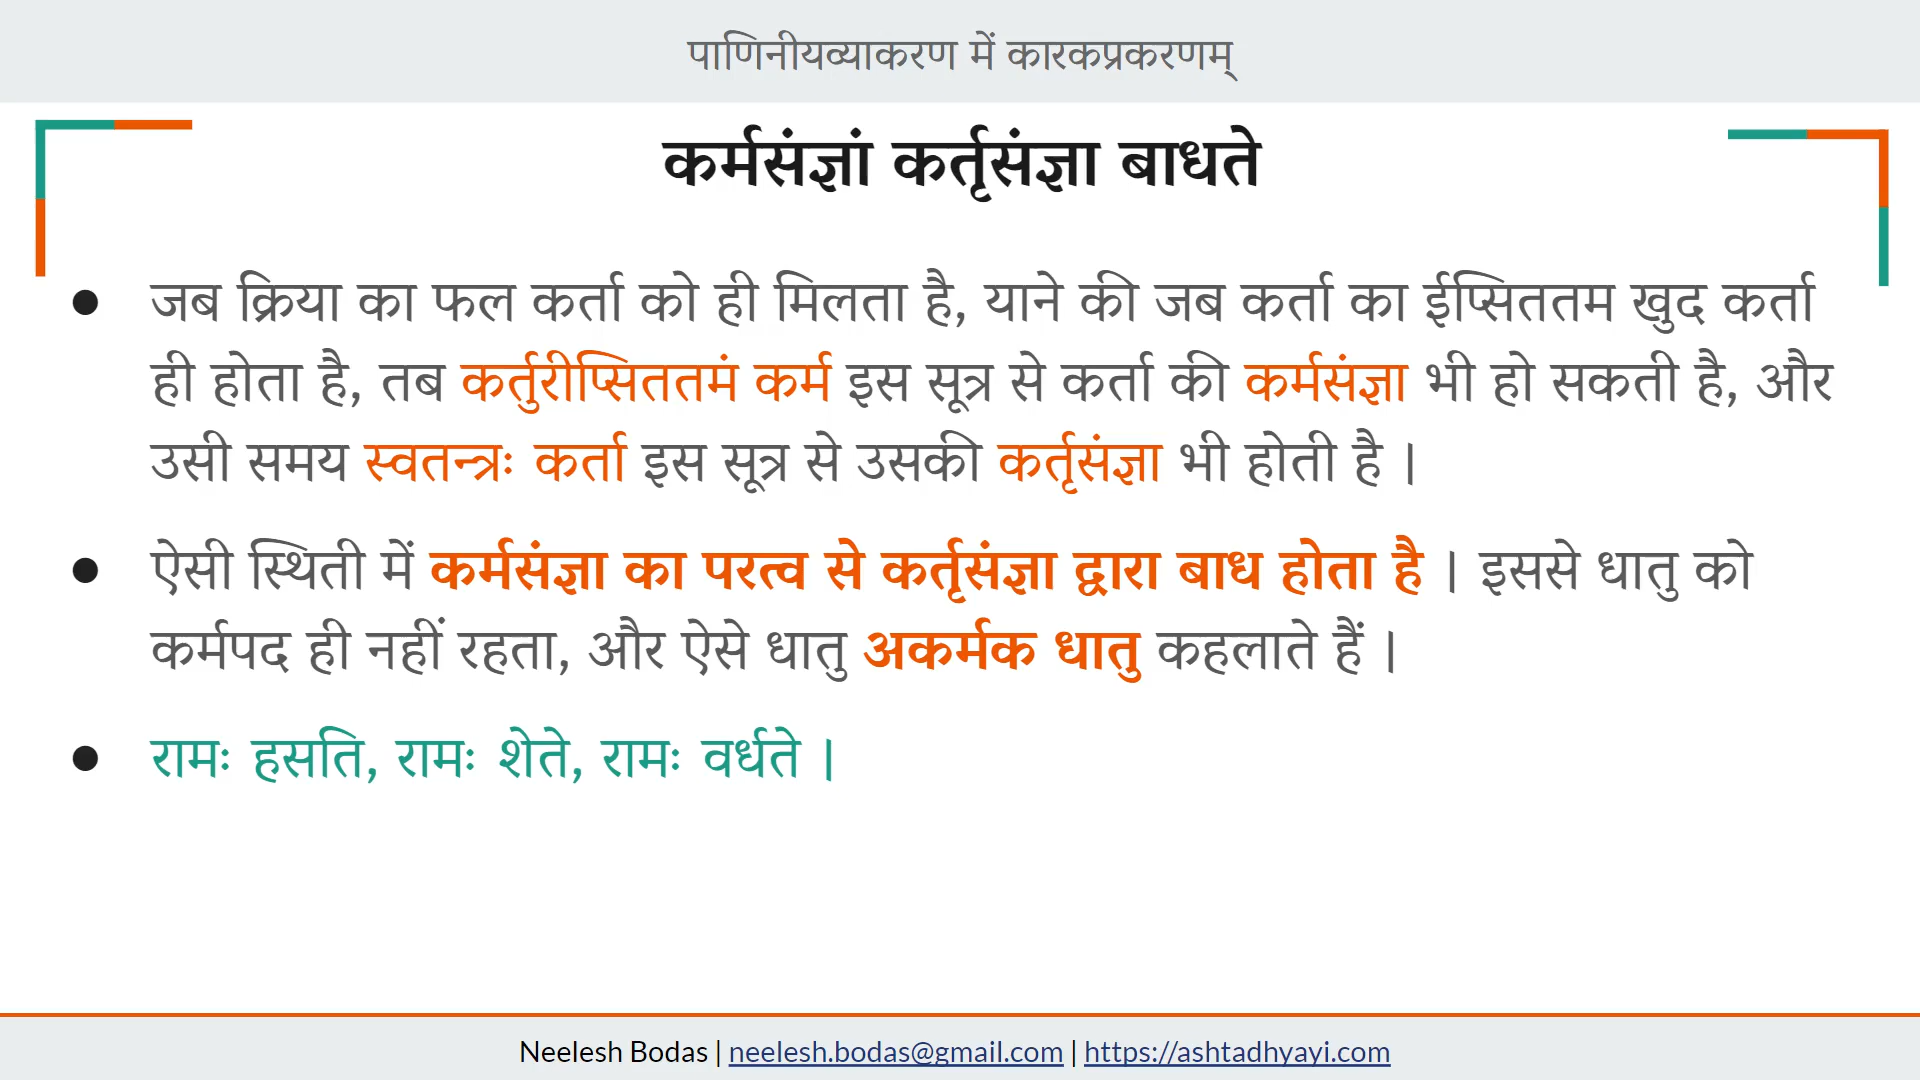 पाणिनीयव्याकरण में कारकप्रकरणम्
कर्मसंज्ञां कर्तृसंज्ञा बाधते
● जब क्रिया का फल कर्ता को ही मिलता है, याने की जब कर्ता का ईप्सिततम खुद कर्ता
ही होता है, तब कर्तुरीप्सिततमं कर्म इस सूत्र से कर्ता की कर्मसंज्ञा भी हो सकती है, और
उसी समय स्वतन्त्रः कर्ता इस सूत्र से उसकी कर्तृसंज्ञा भी होती है ।
● ऐसी स्थिती में कर्मसंज्ञा का परत्व से कर्तृसंज्ञा द्वारा बाध होता है । इससे धातु को
कर्मपद ही नहीं रहता, और ऐसे धातु अकर्मक धातु कहलाते हैं ।
● रामः हसति, रामः शेते, रामः वर्धते ।
Neelesh Bodas | neelesh.bodas@gmail.com | https://ashtadhyayi.com